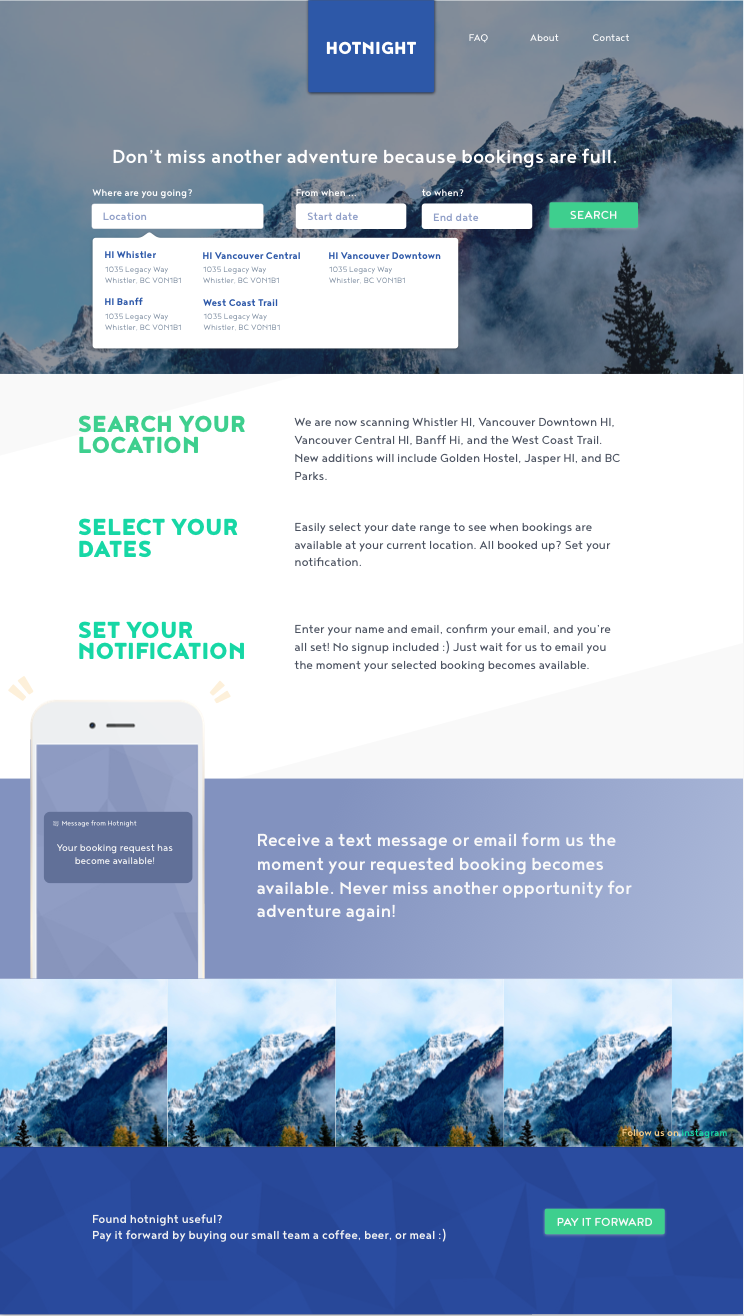 HOTNIGHT
FAQ About Contact
Don't miss another adventure because bookings are full.
Where are you going? From when ... to when?
Location Start date End date SEARCH
HI Whistler HI Vancouver Central HI Vancouver Downtown
1035 Legacy Way 1035 Legacy Way 1035 Legacy Way
Whistler, BC VON1B1 Whistler, BC VON1B1 Whistler, BC VON1B1
HI Banff West Coast Trail
1035 Legacy Way 1035 Legacy Way
Whistler, BC VON1B1 Whistler, BC VON1B1
SEARCH YOUR
LOCATION
We are now scanning Whistler HI, Vancouver Downtown HI,
Vancouver Central HI, Banff Hi, and the West Coast Trail.
New additions will include Golden Hostel, Jasper HI, and BC
Parks.
SELECT YOUR
DATES
Easily select your date range to see when bookings are
available at your current location. All booked up? Set your
notification.
SET YOUR
NOTIFICATION
Enter your name and email, confirm your email, and you're
all set! No signup included :) Just wait for us to email you
the moment your selected booking becomes available.
Message from Hotnight
Your booking request has
become available!
Receive a text message or email form us the
moment your requested booking becomes
available. Never miss another opportunity for
adventure again!
Follow us on instagram
Found hotnight useful?
Pay it forward by buying our small team a coffee, beer, or meal :)
PAY IT FORWARD